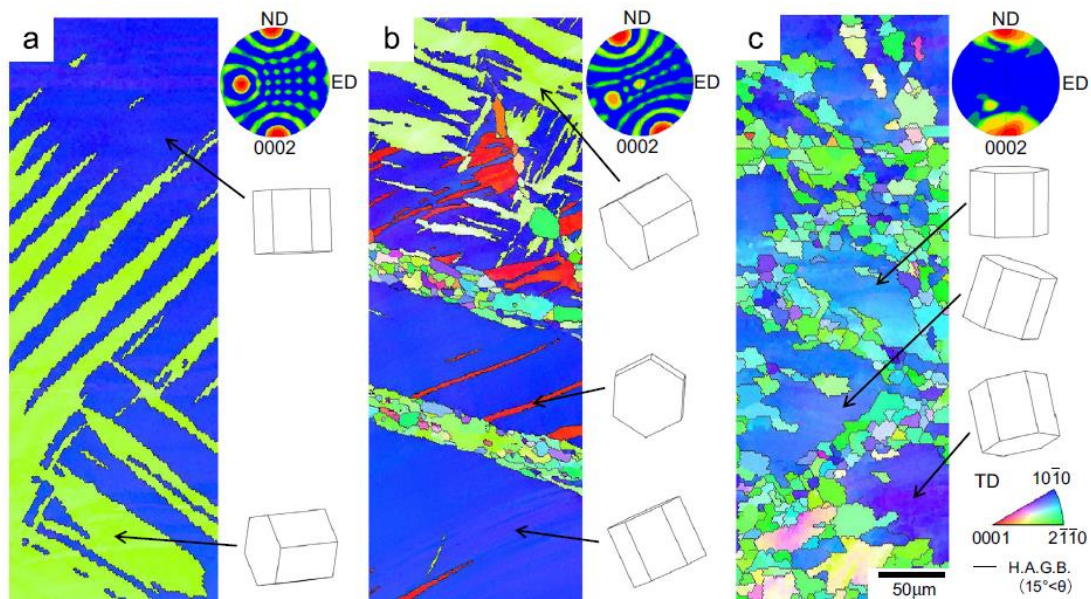 a
ND
ED
0002
b
ND
ED
0002
c
ND
ED
0002
TD
101̅0
0001
21̅1̅0
H.A.G.B.
(15°<θ)
50μm